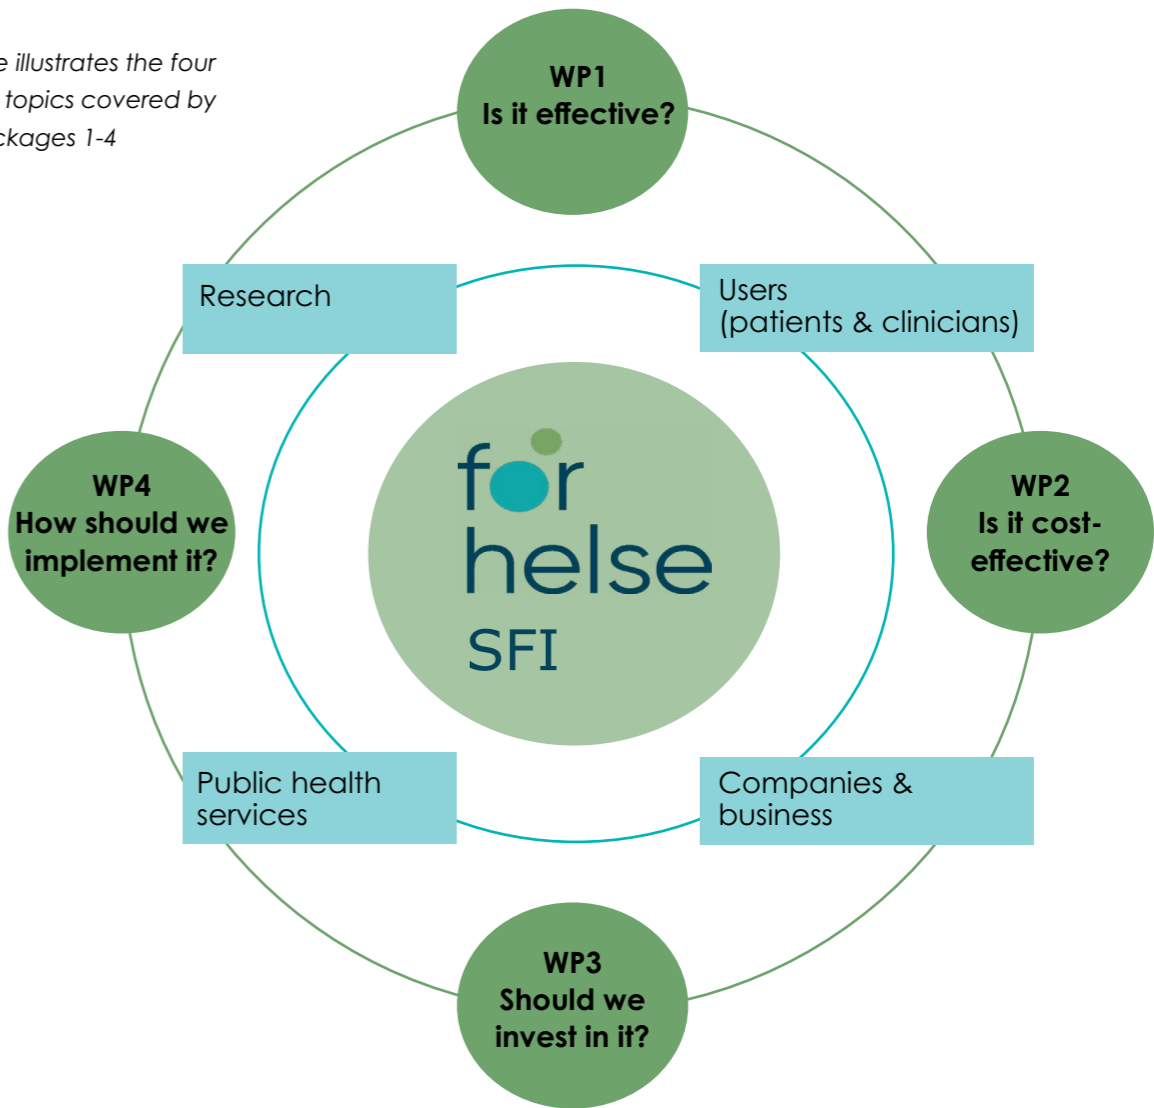 e illustrates the four
topics covered by
ckages 1-4
WP1
Is it effective?
Research
Users
(patients & clinicians)
för
helse
SFI
WP4
How should we
implement it?
WP2
Is it cost-
effective?
Public health
services
Companies &
business
WP3
Should we
invest in it?